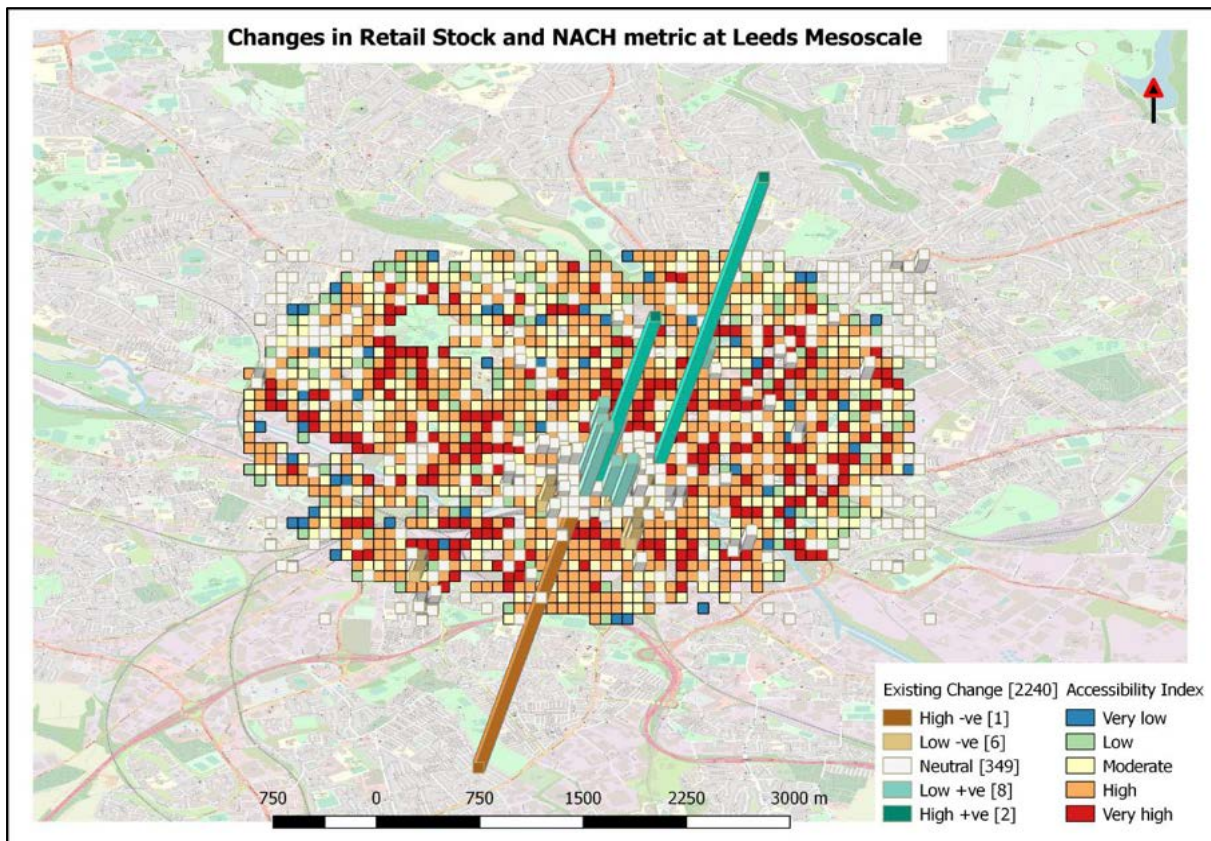 Changes in Retail Stock and NACH metric at Leeds Mesoscale
Existing Change [2240] Accessibility Index
High -ve [1] Very low
Low -ve [6] Low
Neutral [349] Moderate
Low +ve [8] High
High +ve [2] Very high
750 0 750 1500 2250 3000 m